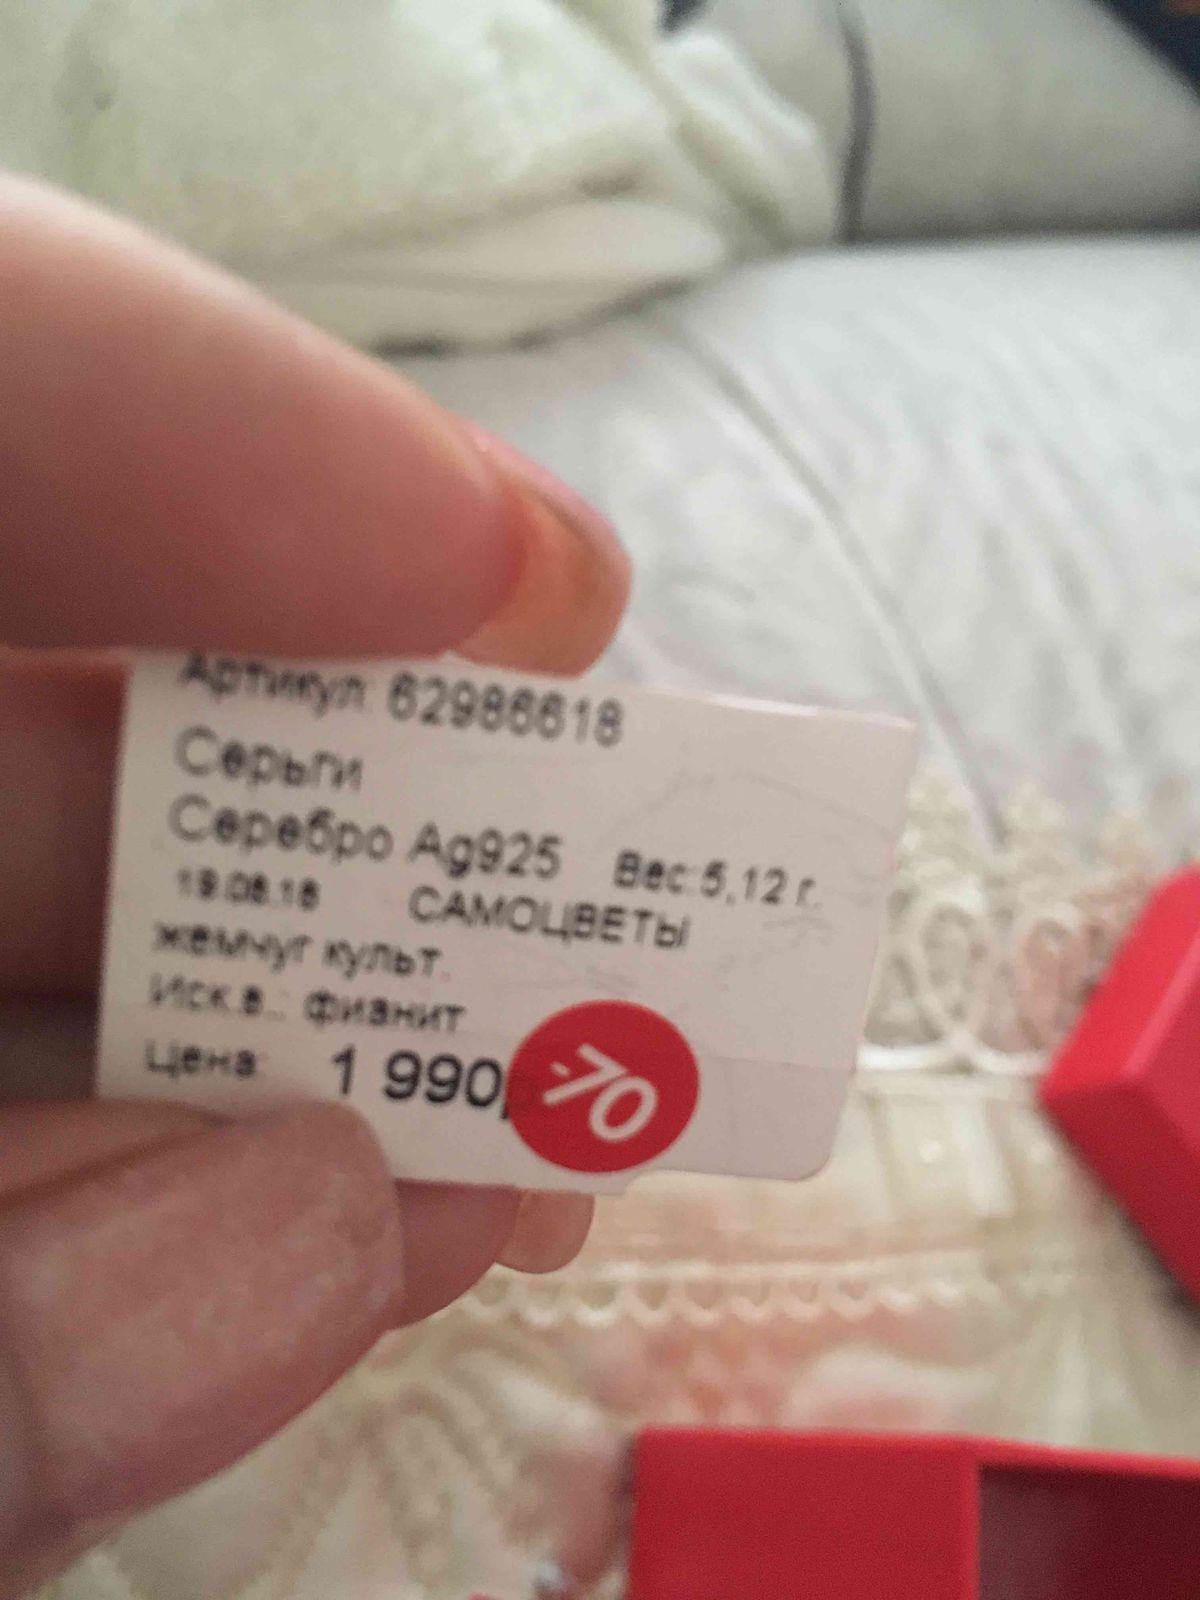 Артикул: 62986618
Серьги
Серебро Ag925 Вес:5,12 г.
19.08.18 САМОЦВЕТЫ
жемчуг культ.
Иск.в.: фианит
Цена: 1 990
-70